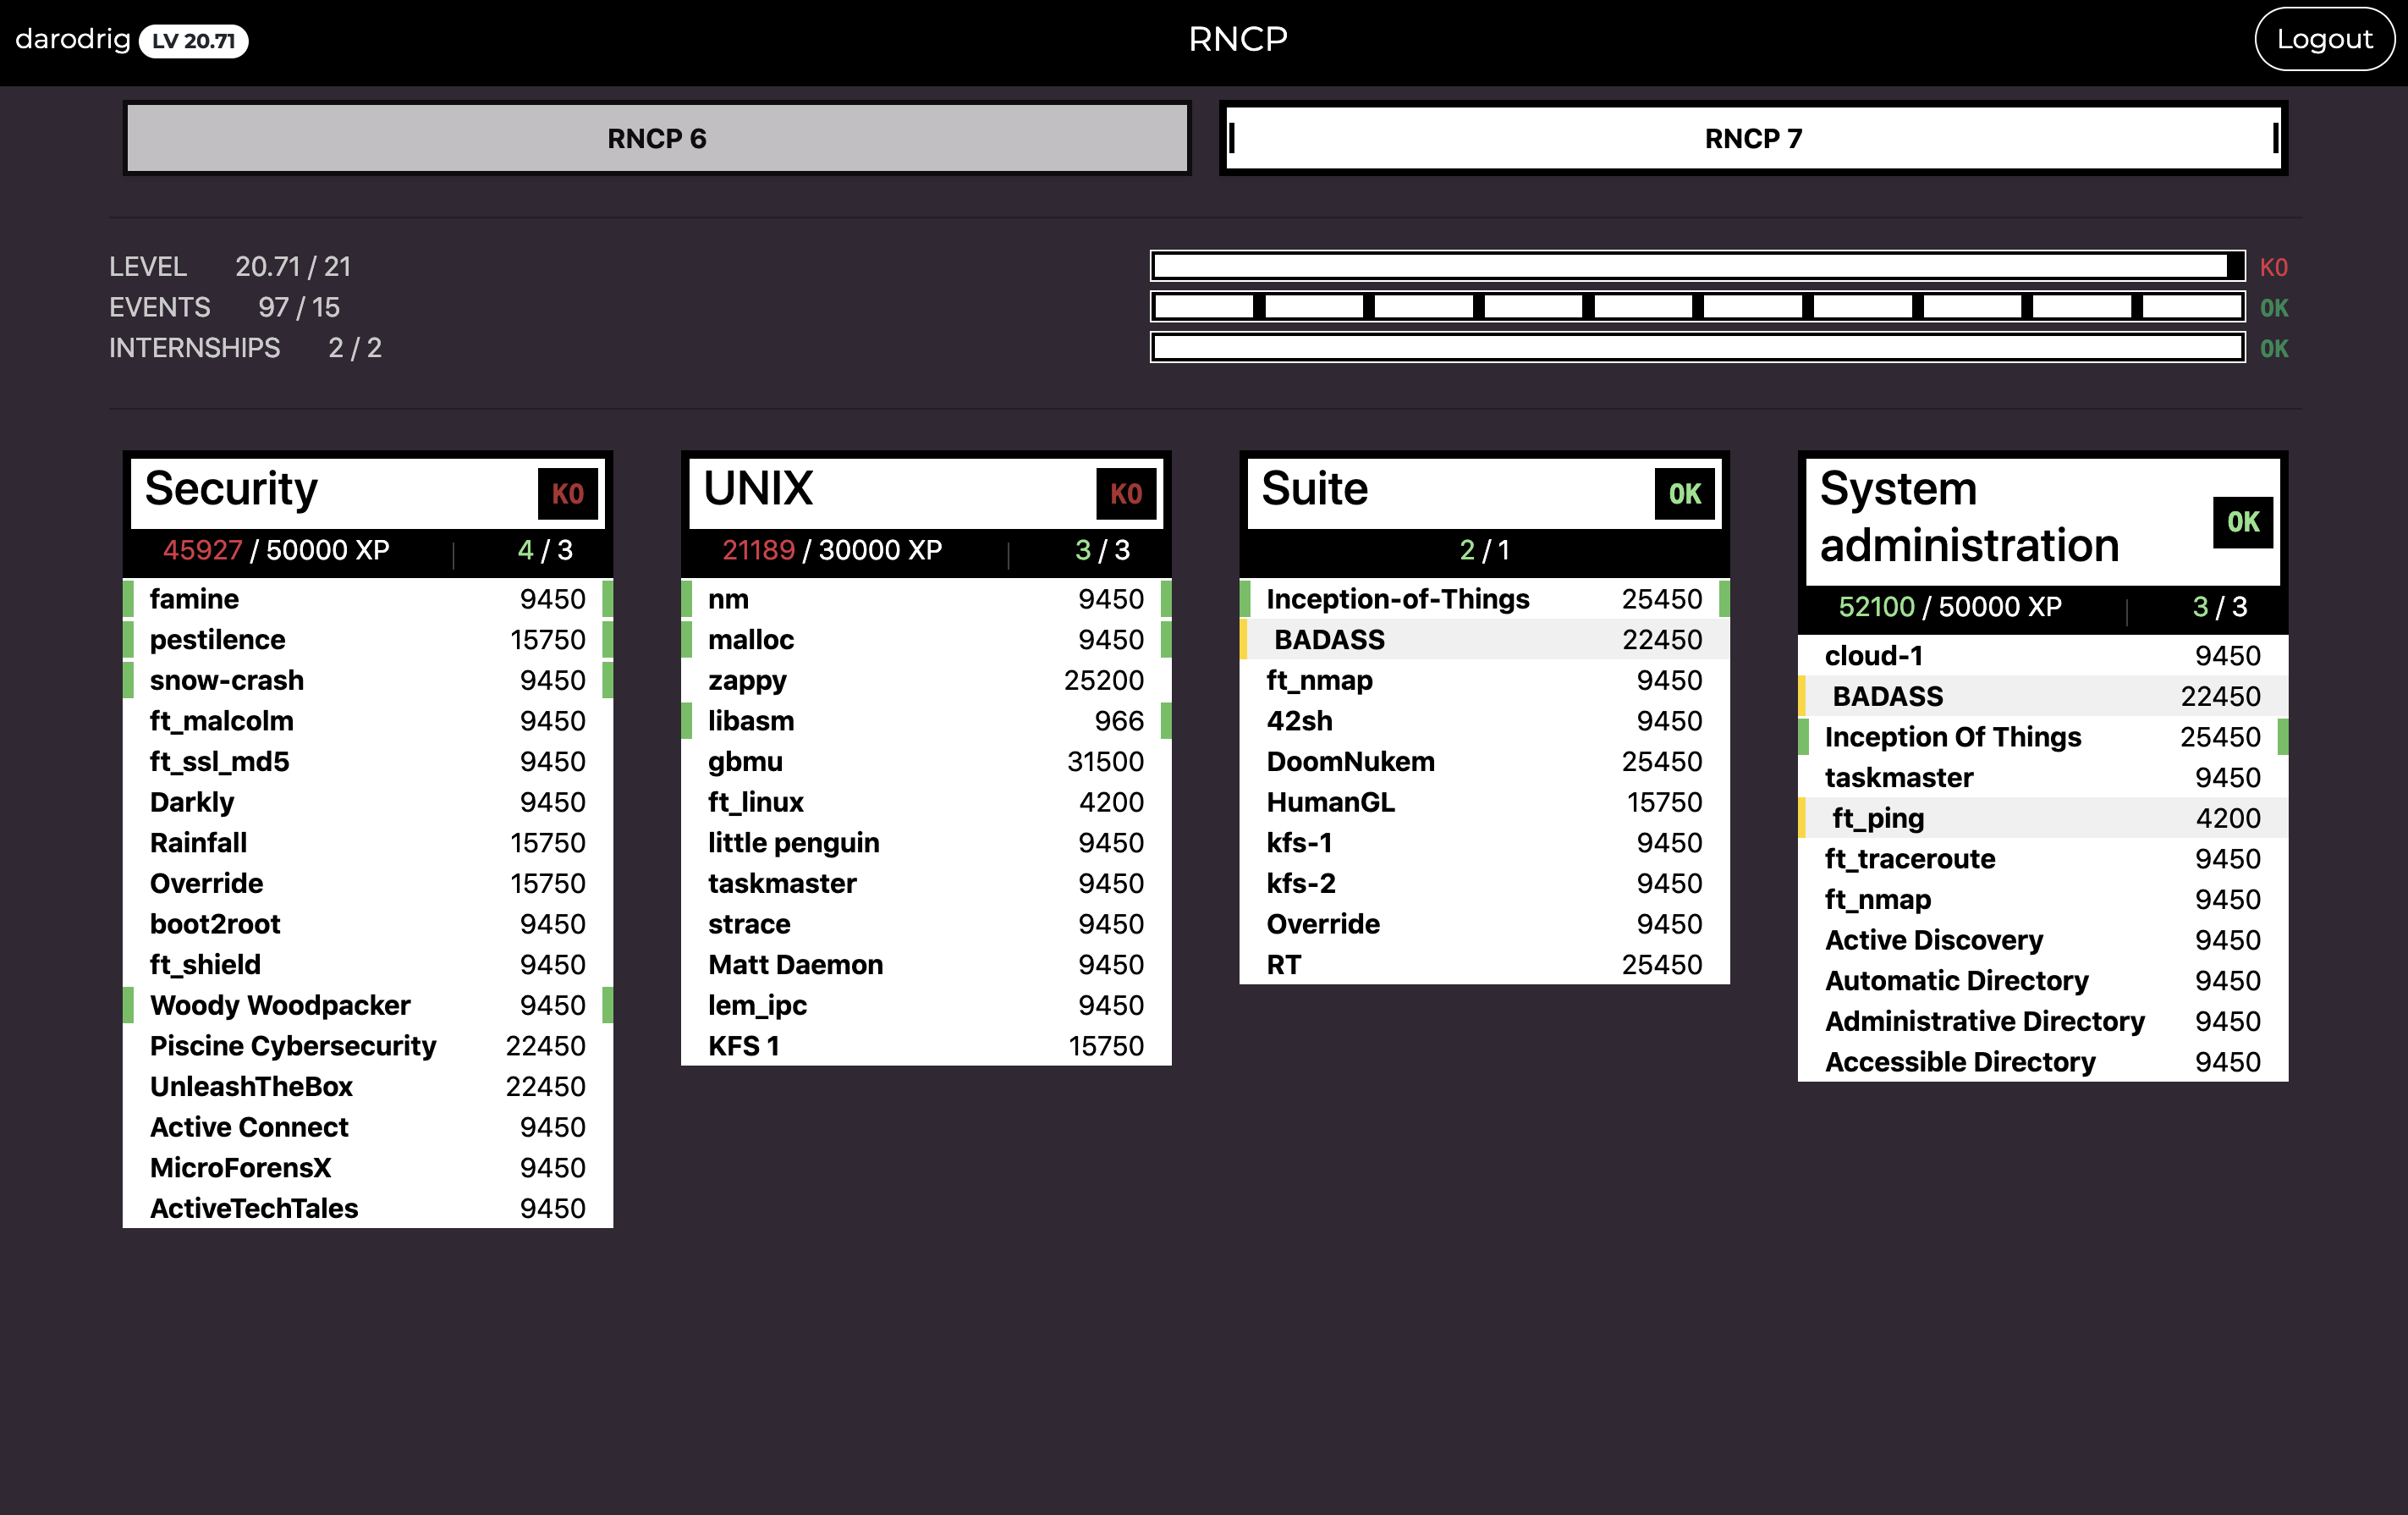 darodrig LV 20.71
RNCP
Logout
RNCP 6
RNCP 7
LEVEL 20.71 / 21 KO
EVENTS 97 / 15 OK
INTERNSHIPS 2 / 2 OK
Security KO
45927 / 50000 XP 4 / 3
famine 9450
pestilence 15750
snow-crash 9450
ft_malcolm 9450
ft_ssl_md5 9450
Darkly 9450
Rainfall 15750
Override 15750
boot2root 9450
ft_shield 9450
Woody Woodpacker 9450
Piscine Cybersecurity 22450
UnleashTheBox 22450
Active Connect 9450
MicroForensX 9450
ActiveTechTales 9450
UNIX KO
21189 / 30000 XP 3 / 3
nm 9450
malloc 9450
zappy 25200
libasm 966
gbmu 31500
ft_linux 4200
little penguin 9450
taskmaster 9450
strace 9450
Matt Daemon 9450
lem_ipc 9450
KFS 1 15750
Suite OK
2 / 1
Inception-of-Things 25450
BADASS 22450
ft_nmap 9450
42sh 9450
DoomNukem 25450
HumanGL 15750
kfs-1 9450
kfs-2 9450
Override 9450
RT 25450
System
administration OK
52100 / 50000 XP 3 / 3
cloud-1 9450
BADASS 22450
Inception Of Things 25450
taskmaster 9450
ft_ping 4200
ft_traceroute 9450
ft_nmap 9450
Active Discovery 9450
Automatic Directory 9450
Administrative Directory 9450
Accessible Directory 9450